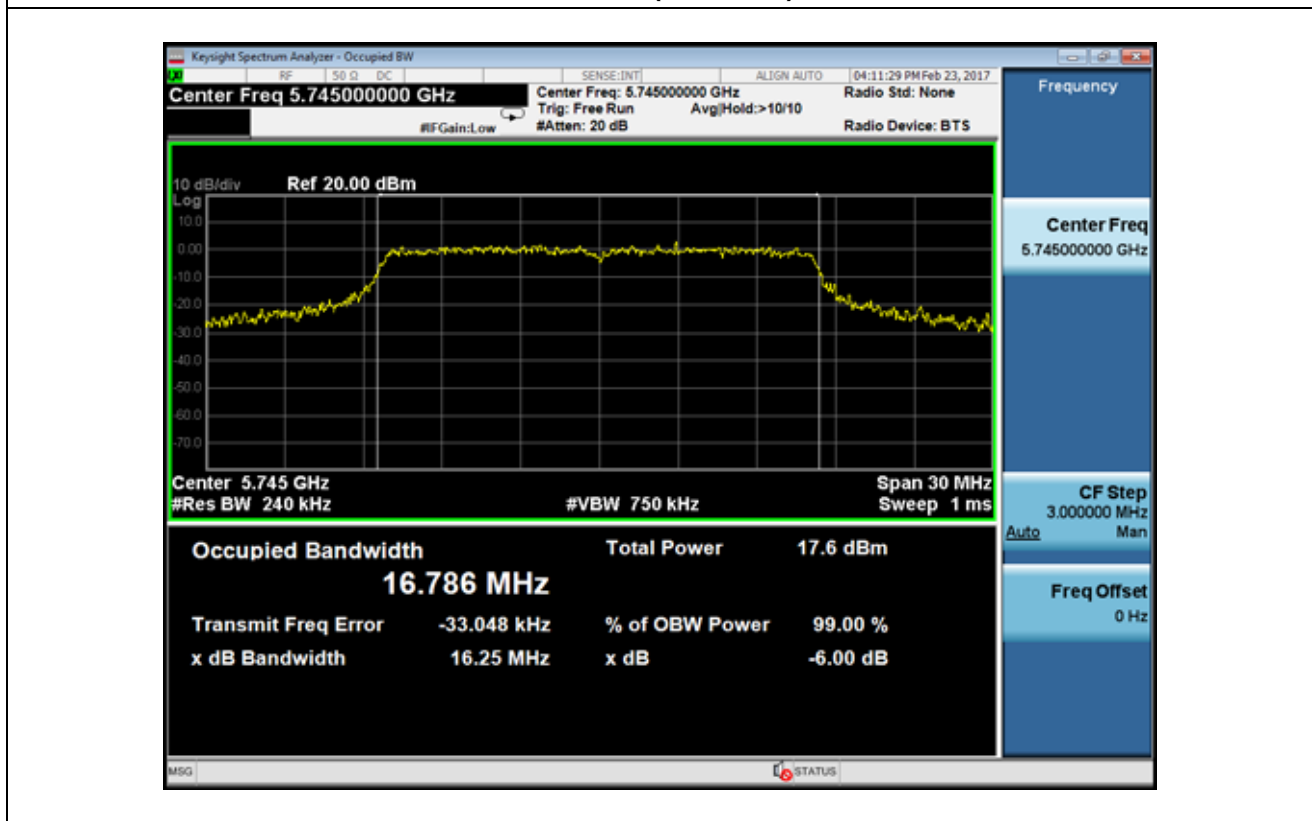 Keysight Spectrum Analyzer - Occupied BW
RF 50 Ω DC SENSE:INT ALIGN AUTO 04:11:29 PM Feb 23, 2017
Center Freq 5.745000000 GHz
Center Freq: 5.745000000 GHz
Radio Std: None
Trig: Free Run Avg|Hold:>10/10
#IFGain:Low
#Atten: 20 dB
Radio Device: BTS
10 dB/div Ref 20.00 dBm
Log
10.0
0.00
-10.0
-20.0
-30.0
-40.0
-50.0
-60.0
-70.0
Center 5.745 GHz Span 30 MHz
#Res BW 240 kHz #VBW 750 kHz Sweep 1 ms
Occupied Bandwidth Total Power 17.6 dBm
16.786 MHz
Transmit Freq Error -33.048 kHz % of OBW Power 99.00 %
x dB Bandwidth 16.25 MHz x dB -6.00 dB
Frequency
Center Freq
5.745000000 GHz
CF Step
3.000000 MHz
Auto Man
Freq Offset
0 Hz
MSG STATUS